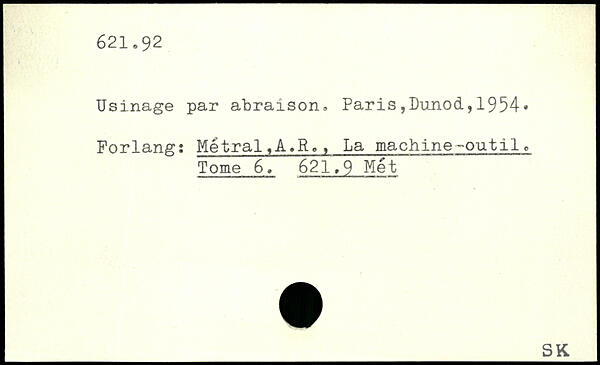 621.92
Usinage par abraison. Paris,Dunod,1954.
Forlang: Métral,A.R., La machine-outil.
Tome 6. 621.9 Mét
SK